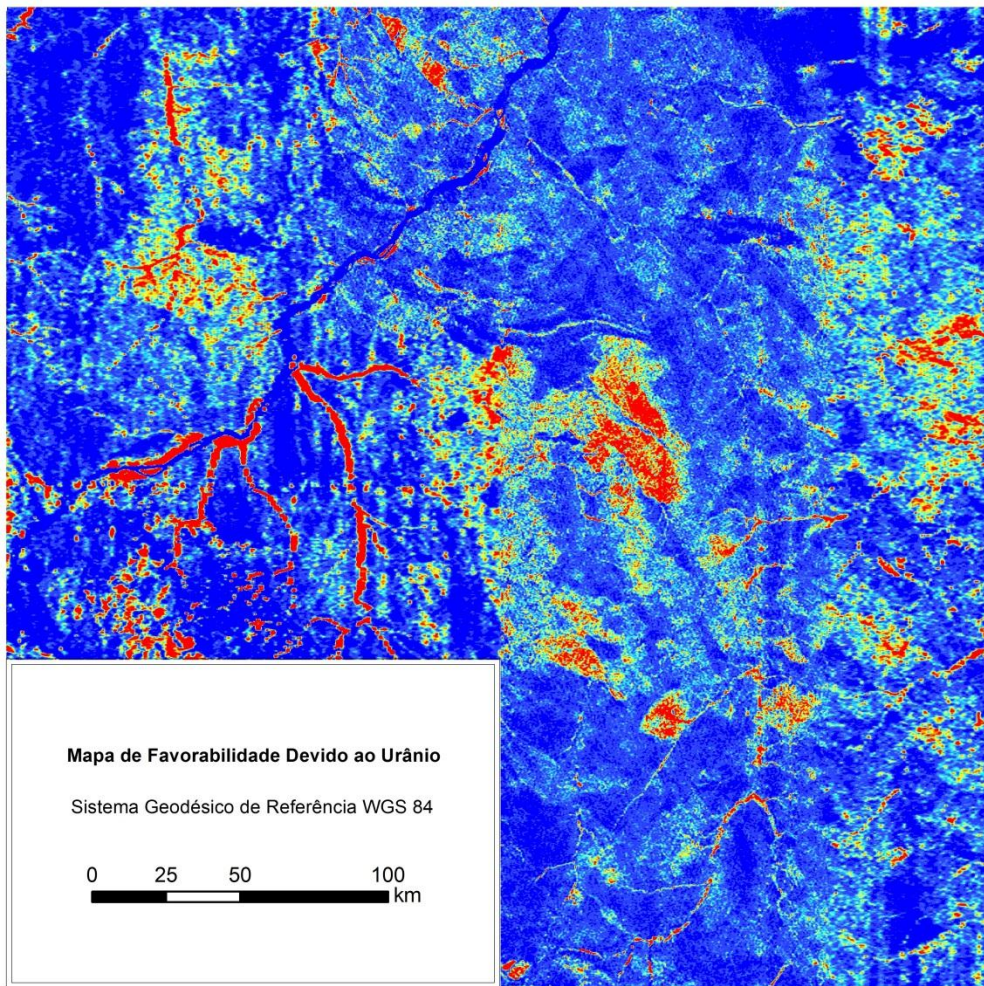 Mapa de Favorabilidade Devido ao Urânio
Sistema Geodésico de Referência WGS 84
0 25 50 100
km